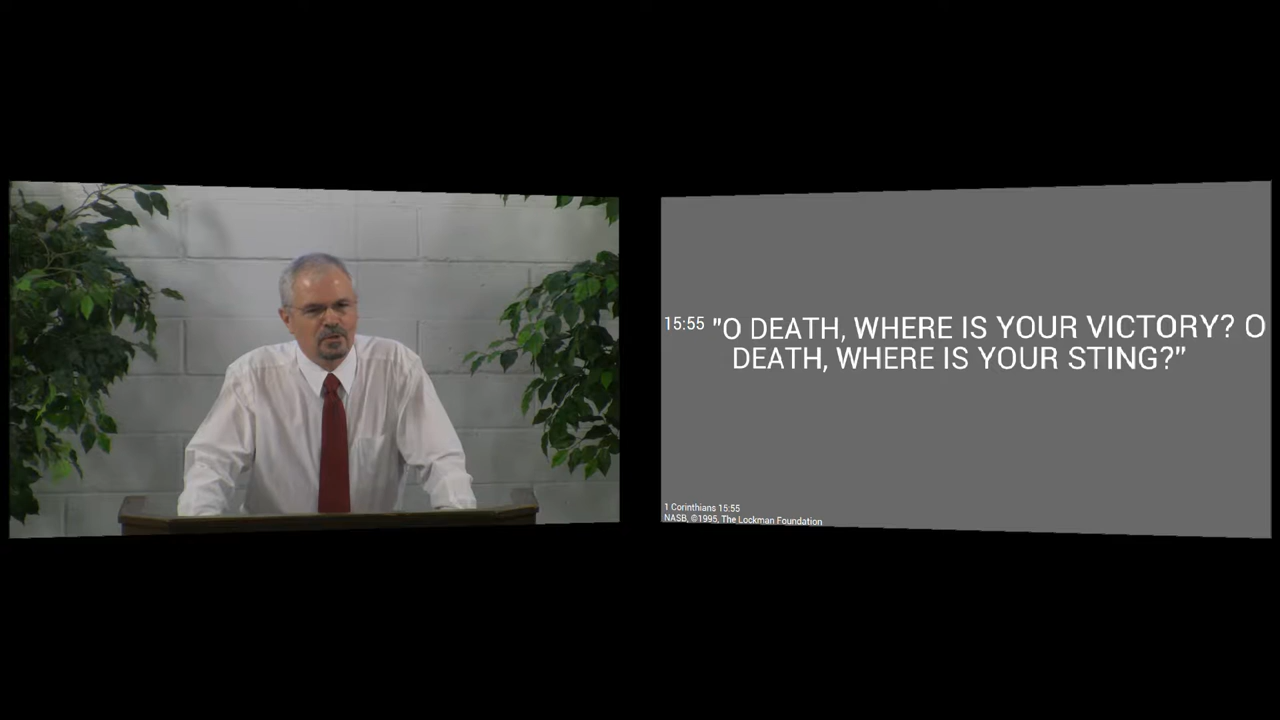 15:55 "O DEATH, WHERE IS YOUR VICTORY? O
DEATH, WHERE IS YOUR STING?"
1 Corinthians 15:55
NASB, ©1995, The Lockman Foundation